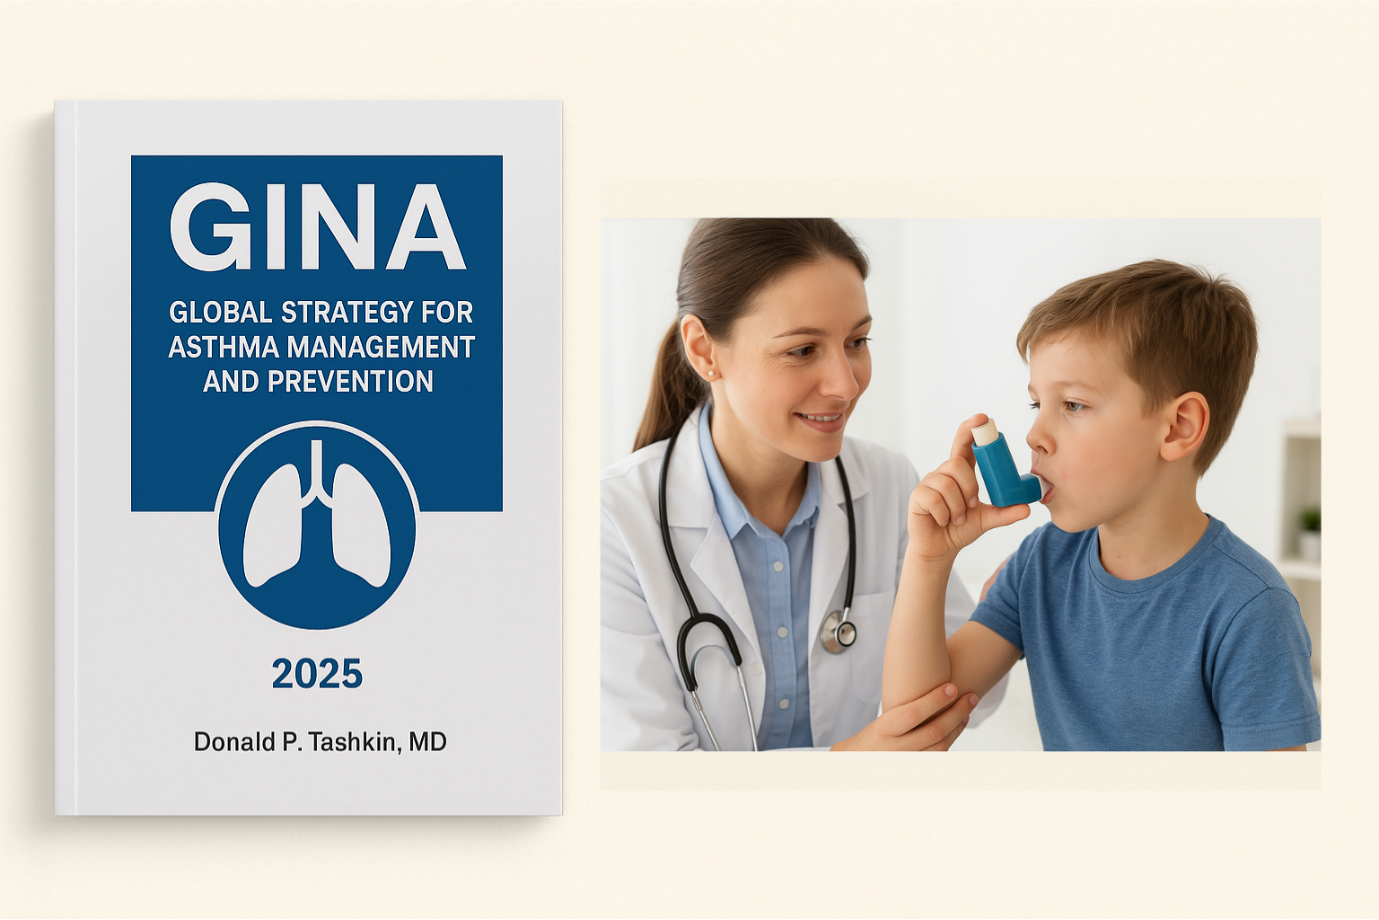 GINA
GLOBAL STRATEGY FOR
ASTHMA MANAGEMENT
AND PREVENTION
2025
Donald P. Tashkin, MD